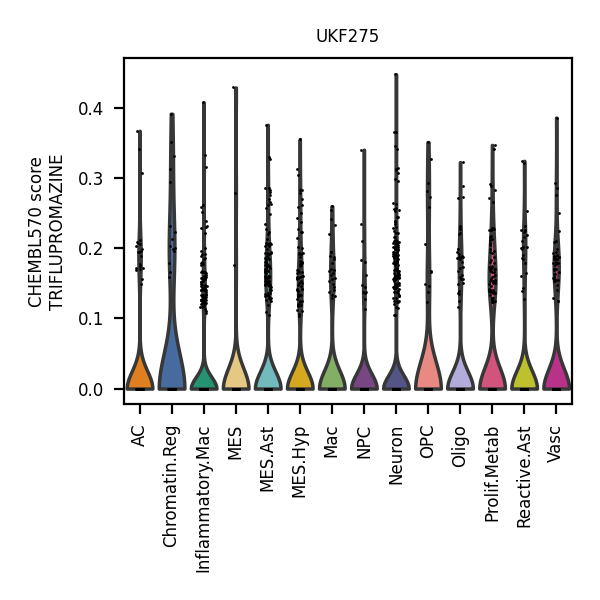 UKF275
CHEMBL570 score
TRIFLUPROMAZINE
0.4
0.3
0.2
0.1
0.0
AC
Chromatin.Reg
Inflammatory.Mac
MES
MES.Ast
MES.Hyp
Mac
NPC
Neuron
OPC
Oligo
Prolif.Metab
Reactive.Ast
Vasc